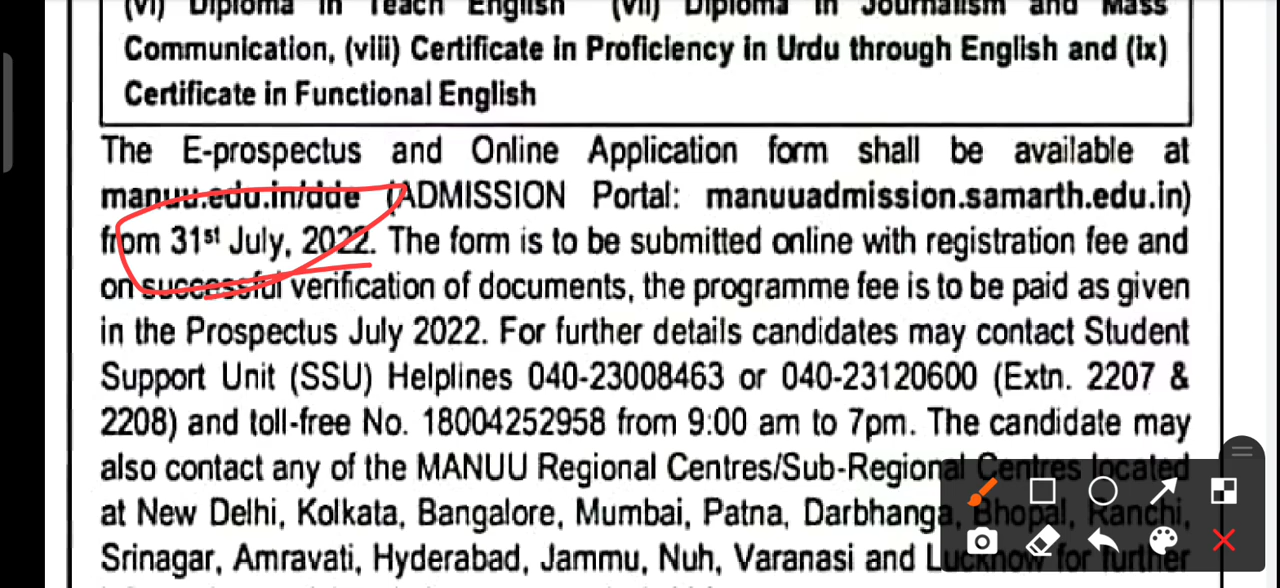 (vi) Diploma in Teach English (vii) Diploma in Journalism and Mass
Communication, (viii) Certificate in Proficiency in Urdu through English and (ix)
Certificate in Functional English
The E-prospectus and Online Application form shall be available at
manuu.edu.in/dde (ADMISSION Portal: manuuadmission.samarth.edu.in)
from 31st July, 2022. The form is to be submitted online with registration fee and
on successful verification of documents, the programme fee is to be paid as given
in the Prospectus July 2022. For further details candidates may contact Student
Support Unit (SSU) Helplines 040-23008463 or 040-23120600 (Extn. 2207 &
2208) and toll-free No. 18004252958 from 9:00 am to 7pm. The candidate may
also contact any of the MANUU Regional Centres/Sub-Regional Centres located
at New Delhi, Kolkata, Bangalore, Mumbai, Patna, Darbhanga, Bhopal, Ranchi,
Srinagar, Amravati, Hyderabad, Jammu, Nuh, Varanasi and Lucknow for further